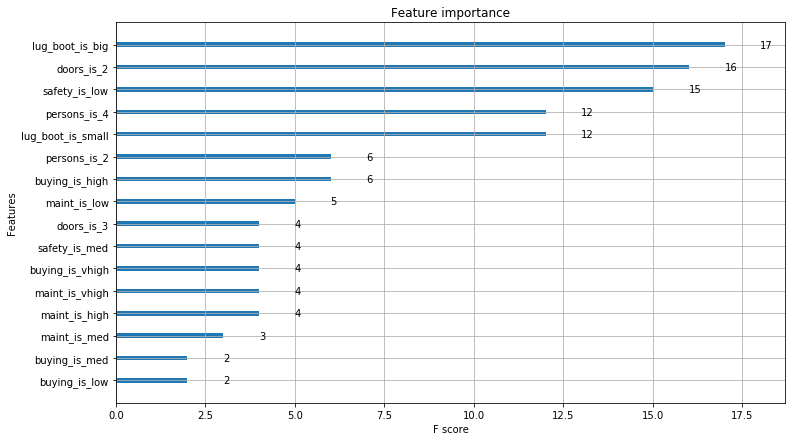 Feature importance
lug_boot_is_big 17
doors_is_2 16
safety_is_low 15
persons_is_4 12
lug_boot_is_small 12
persons_is_2 6
buying_is_high 6
maint_is_low 5
doors_is_3 4
safety_is_med 4
buying_is_vhigh 4
maint_is_vhigh 4
maint_is_high 4
maint_is_med 3
buying_is_med 2
buying_is_low 2
Features
0.0 2.5 5.0 7.5 10.0 12.5 15.0 17.5
F score